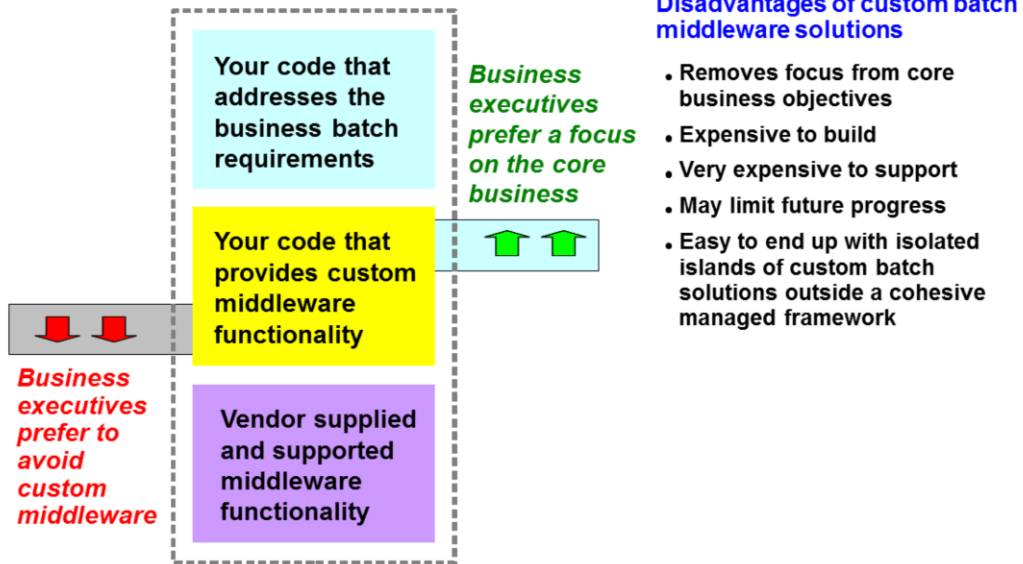 Disadvantages of custom batch
middleware solutions
Your code that
addresses the
business batch
requirements
Business
executives
prefer a focus
on the core
business
• Removes focus from core
business objectives
• Expensive to build
• Very expensive to support
• May limit future progress
• Easy to end up with isolated
islands of custom batch
solutions outside a cohesive
managed framework
Your code that
provides custom
middleware
functionality
Business
executives
prefer to
avoid
custom
middleware
Vendor supplied
and supported
middleware
functionality